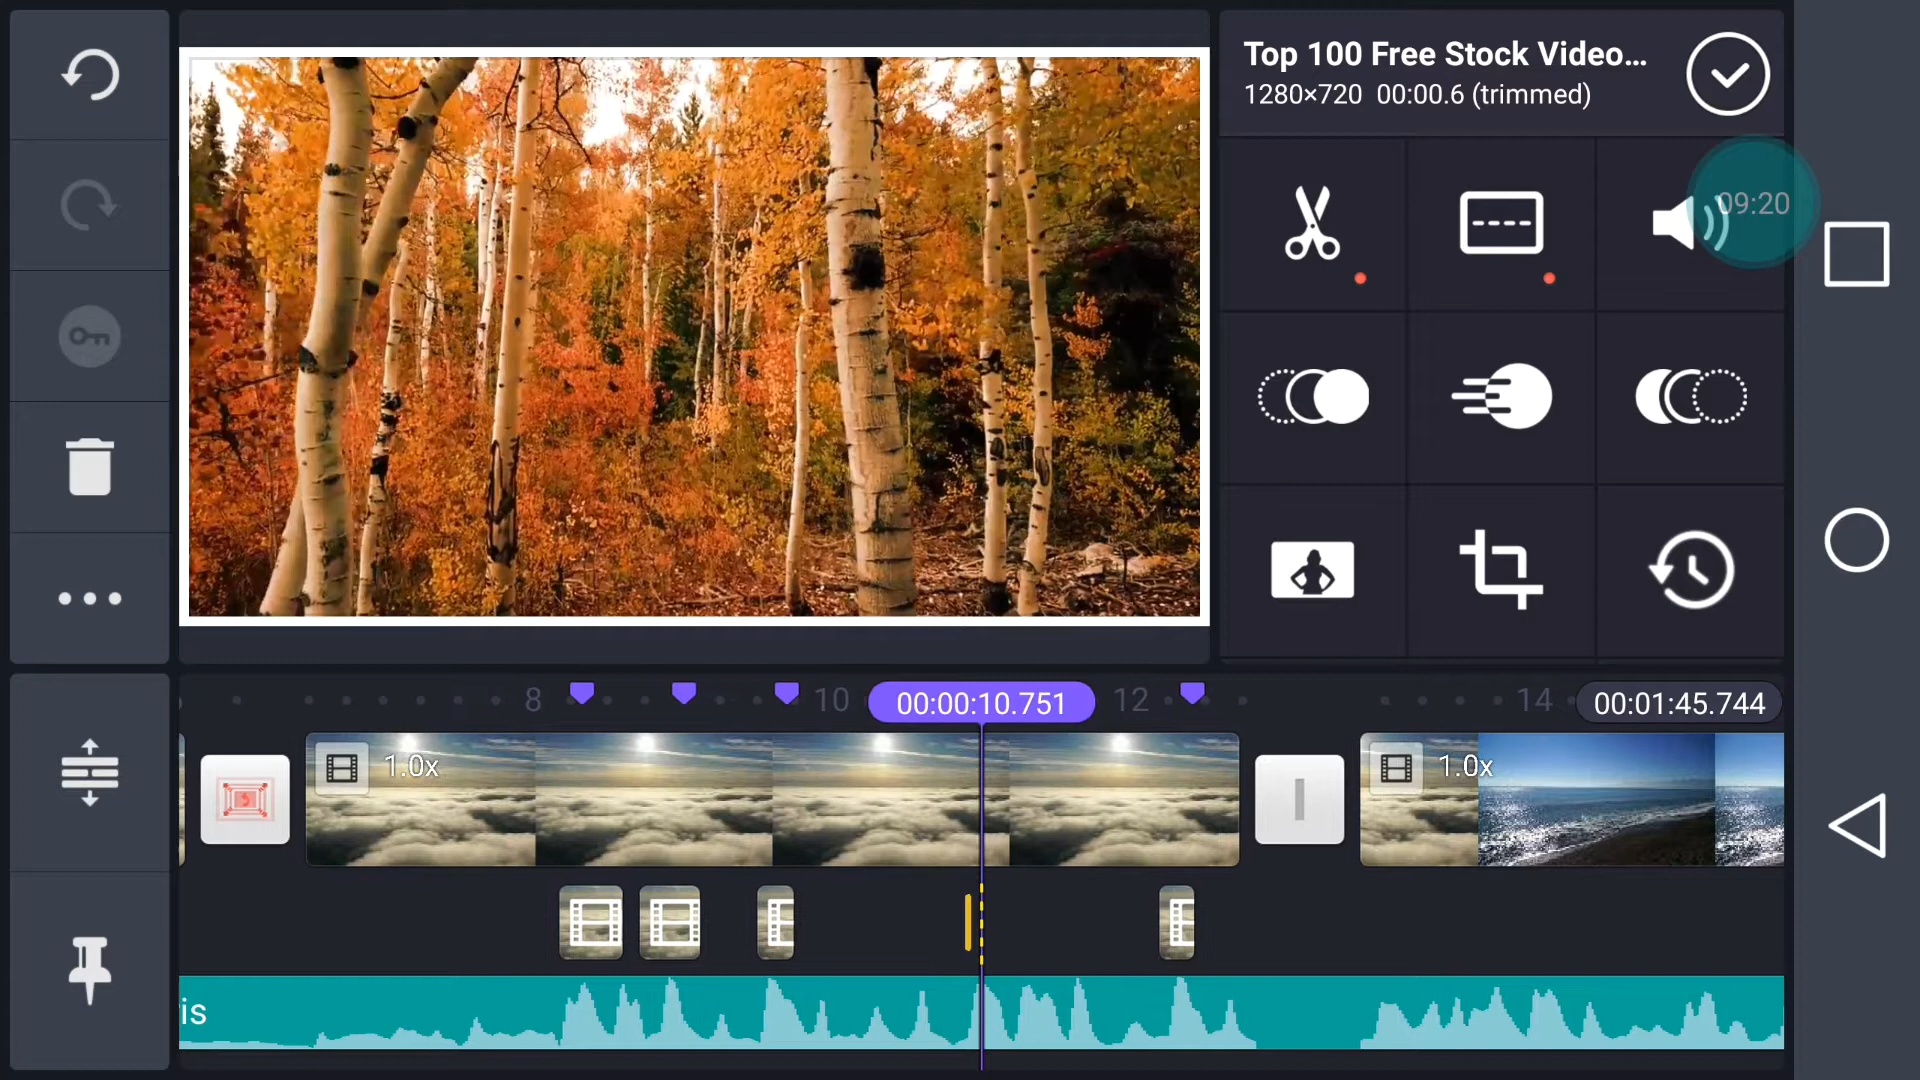 Top 100 Free Stock Video...
1280×720 00:00.6 (trimmed)
09:20
8
10
00:00:10.751
12
14
00:01:45.744
1.0x
1.0x
is